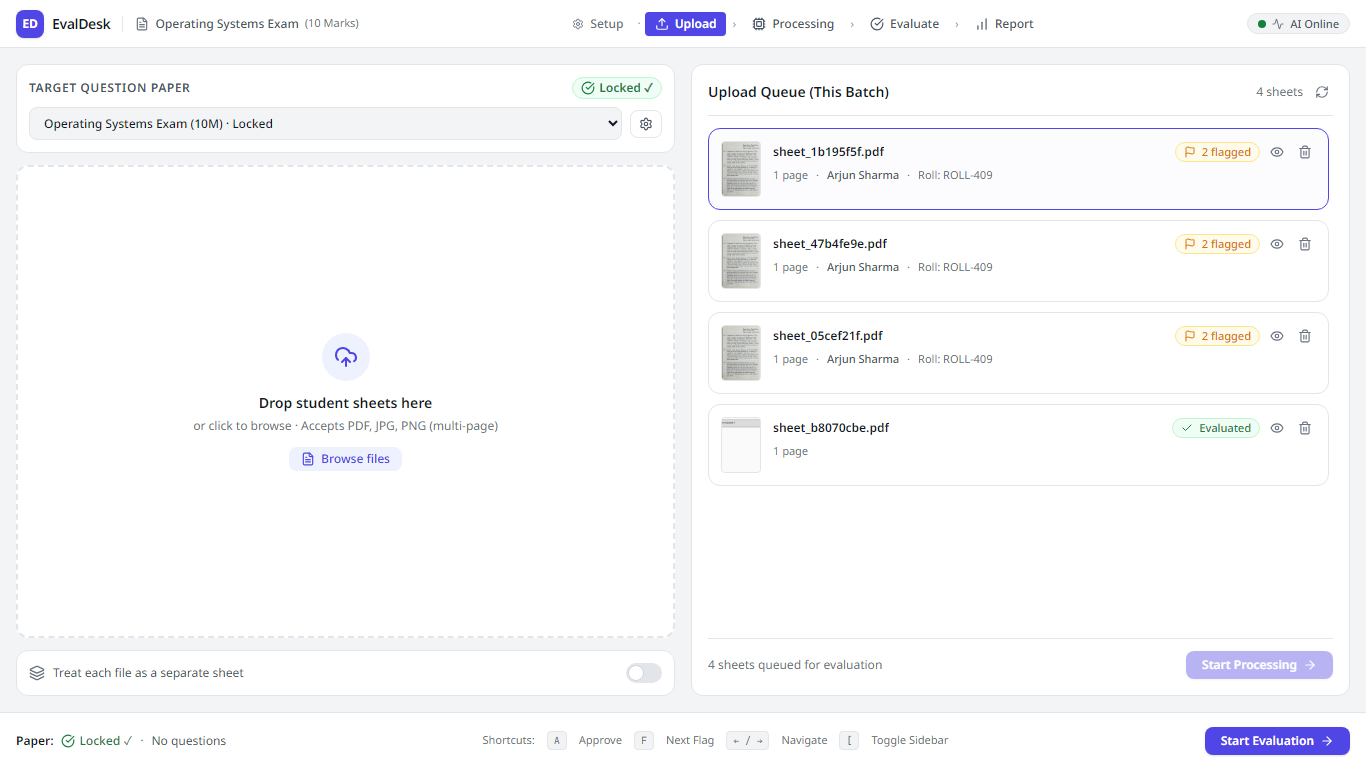 ED EvalDesk Operating Systems Exam (10 Marks) Setup · Upload › Processing › Evaluate › Report AI Online
TARGET QUESTION PAPER Locked ✓
Operating Systems Exam (10M) · Locked
Drop student sheets here
or click to browse · Accepts PDF, JPG, PNG (multi-page)
Browse files
Treat each file as a separate sheet
Upload Queue (This Batch) 4 sheets
sheet_1b195f5f.pdf 2 flagged
1 page · Arjun Sharma · Roll: ROLL-409
sheet_47b4fe9e.pdf 2 flagged
1 page · Arjun Sharma · Roll: ROLL-409
sheet_05cef21f.pdf 2 flagged
1 page · Arjun Sharma · Roll: ROLL-409
sheet_b8070cbe.pdf Evaluated
1 page
4 sheets queued for evaluation Start Processing →
Paper: Locked ✓ · No questions Shortcuts: A Approve F Next Flag ← / → Navigate [ Toggle Sidebar Start Evaluation →